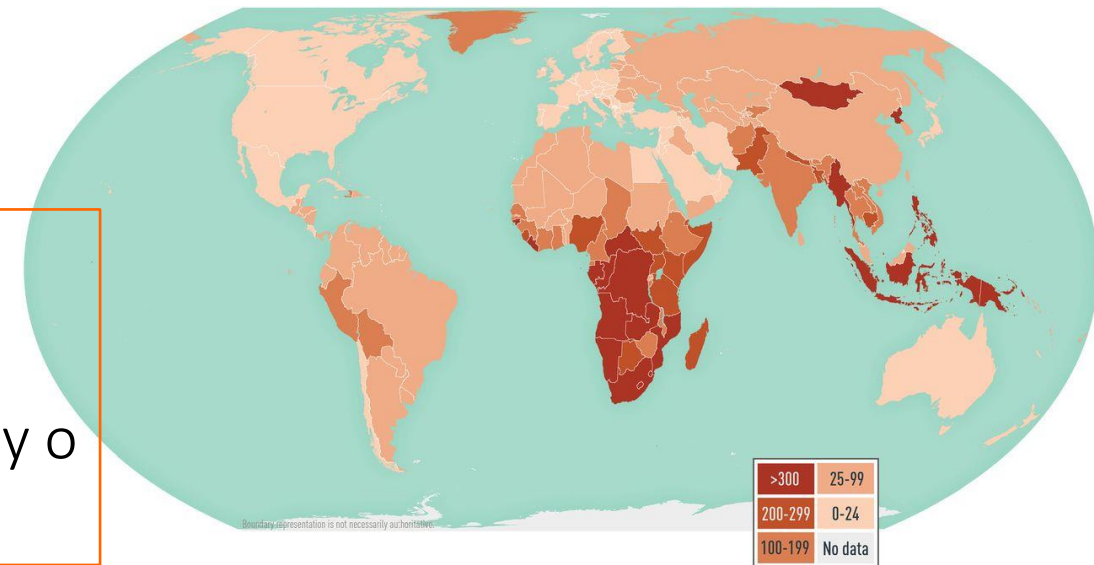 y o
Boundary representation is not necessarily authoritative.
>300 25-99
200-299 0-24
100-199 No data